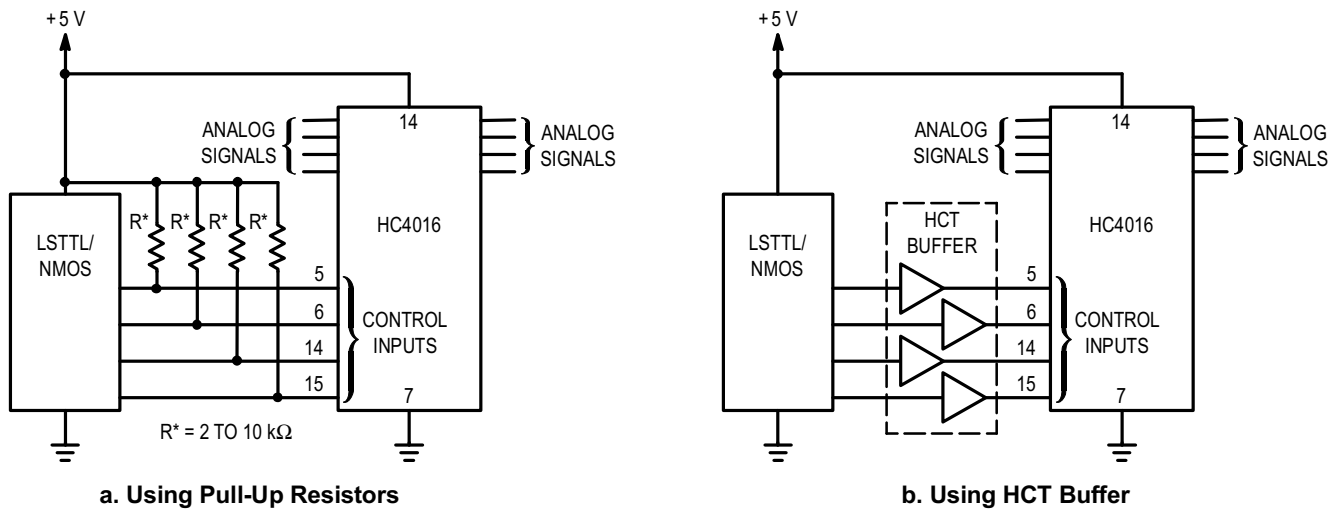 +5 V
14
ANALOG
SIGNALS
ANALOG
SIGNALS
R* R* R* R*
HC4016
LSTTL/
NMOS
5
6
14
15
CONTROL
INPUTS
7
R* = 2 TO 10 kΩ
a. Using Pull-Up Resistors
+5 V
14
ANALOG
SIGNALS
ANALOG
SIGNALS
HCT
BUFFER
HC4016
LSTTL/
NMOS
5
6
14
15
CONTROL
INPUTS
7
b. Using HCT Buffer